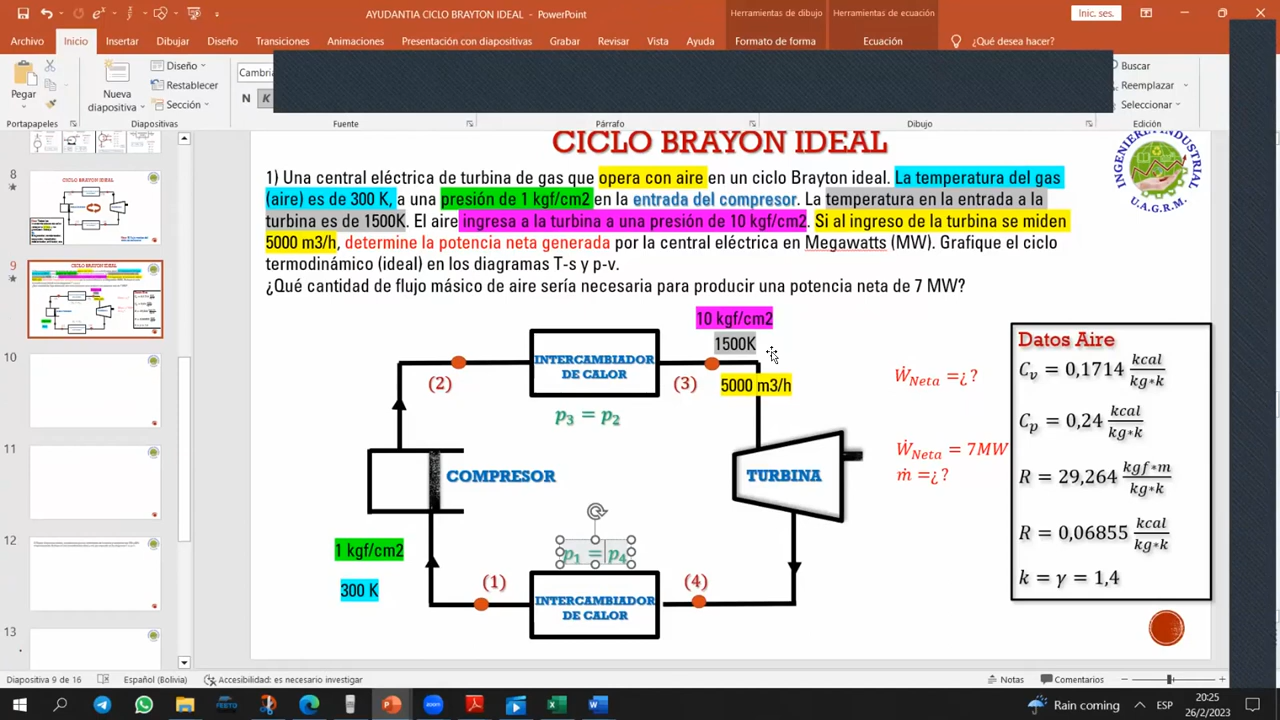 AYUDANTIA CICLO BRAYTON IDEAL - PowerPoint
Herramientas de dibujo
Herramientas de ecuación
Inic. ses.
Archivo Inicio Insertar Dibujar Diseño Transiciones Animaciones Presentación con diapositivas Grabar Revisar Vista Ayuda Formato de forma Ecuación ¿Qué desea hacer?
Pegar
Nueva diapositiva
Diseño
Restablecer
Sección
Cambria
N K
Buscar
Reemplazar
Seleccionar
Portapapeles Diapositivas Fuente Párrafo Dibujo Edición
8
9
10
11
12
13
CICLO BRAYON IDEAL
INGENIERÍA INDUSTRIAL
U.A.G.R.M.
1) Una central eléctrica de turbina de gas que opera con aire en un ciclo Brayton ideal. La temperatura del gas
(aire) es de 300 K, a una presión de 1 kgf/cm2 en la entrada del compresor. La temperatura en la entrada a la
turbina es de 1500K. El aire ingresa a la turbina a una presión de 10 kgf/cm2. Si al ingreso de la turbina se miden
5000 m3/h, determine la potencia neta generada por la central eléctrica en Megawatts (MW). Grafique el ciclo
termodinámico (ideal) en los diagramas T-s y p-v.
¿Qué cantidad de flujo másico de aire sería necesaria para producir una potencia neta de 7 MW?
10 kgf/cm2
1500K
INTERCAMBIADOR
DE CALOR
(2)
(3)
5000 m3/h
p₃ = p₂
COMPRESOR
TURBINA
1 kgf/cm2
300 K
p₁ = p₄
(1)
(4)
INTERCAMBIADOR
DE CALOR
Ẇ_Neta =¿?
Ẇ_Neta = 7MW
ṁ =¿?
Datos Aire
C_v = 0,1714 kcal/kg∗k
C_p = 0,24 kcal/kg∗k
R = 29,264 kgf∗m/kg∗k
R = 0,06855 kcal/kg∗k
k = γ = 1,4
Diapositiva 9 de 16 Español (Bolivia) Accesibilidad: es necesario investigar Notas Comentarios
FESTO
zoom
Rain coming
ESP
20:25
26/2/2023